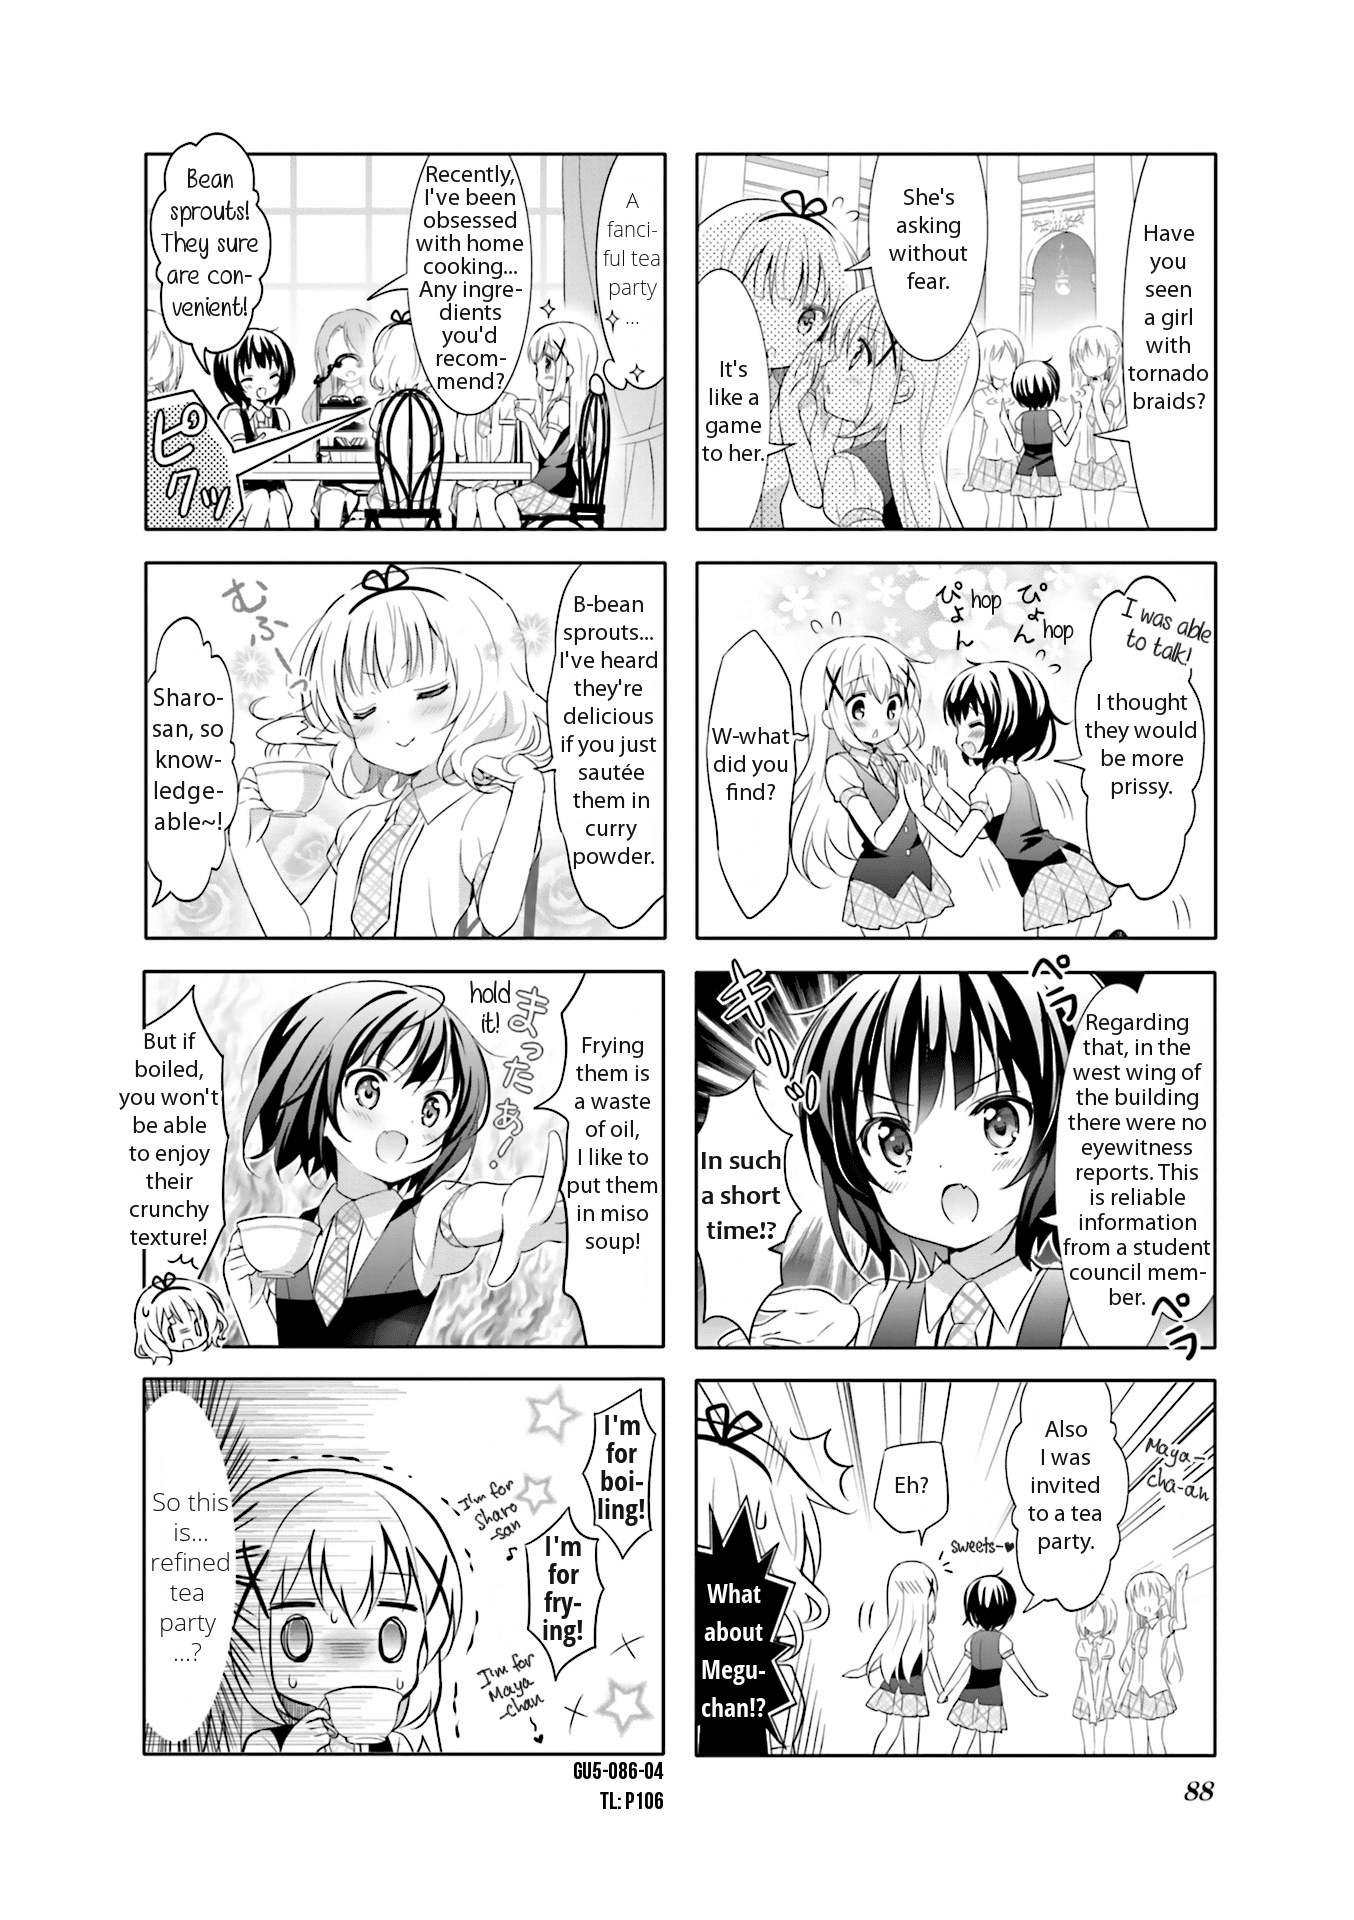 Have
you
seen
a girl
with
tornado
braids?
She's
asking
without
fear.
It's
like a
game
to her.
I was able
to talk!
I thought
they would
be more
prissy.
ぴょん
hop
ぴょん
hop
W-what
did you
find?
ペラ
Regarding
that, in the
west wing of
the building
there were no
eyewitness
reports. This
is reliable
information
from a student
council mem-
ber.
ペラ
キリッ
In such
a short
time!?
Maya-
cha-an
Also
I was
invited
to a tea
party.
sweets~♥
Eh?
What
about
Megu-
chan!?
A
fanci-
ful tea
party
...
Recently,
I've been
obsessed
with home
cooking...
Any ingre-
dients
you'd
recom-
mend?
Bean
sprouts!
They sure
are con-
venient!
ピクッ
B-bean
sprouts...
I've heard
they're
delicious
if you just
sautée
them in
curry
powder.
むふーっ
Sharo-
san, so
know-
ledge-
able~!
Frying
them is
a waste
of oil,
I like to
put them
in miso
soup!
まったぁー!
hold
it!
But if
boiled,
you won't
be able
to enjoy
their
crunchy
texture!
I'm
for
boi-
ling!
I'm for
Sharo
-san
♪
I'm
for
fry-
ing!
I'm for
Maya
-chan
♥
So this
is...
refined
tea
party
...?
GU5-086-04
TL: P106
88